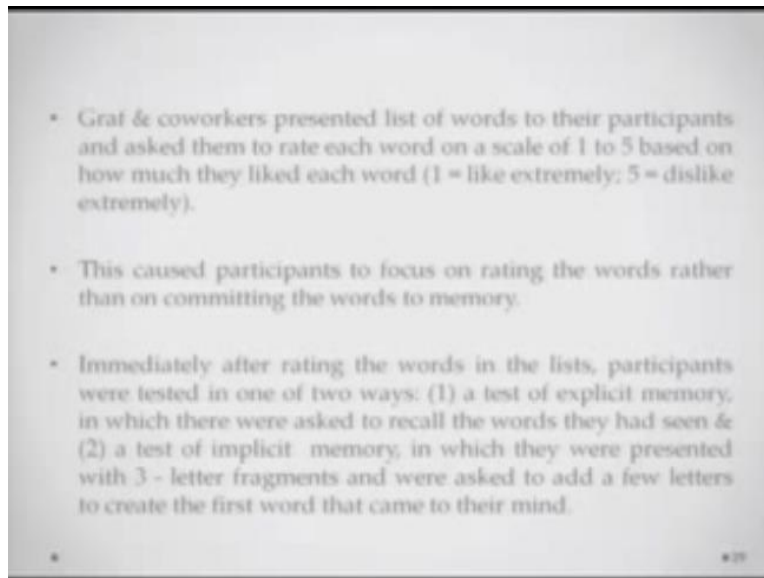 • Graf & coworkers presented list of words to their participants
and asked them to rate each word on a scale of 1 to 5 based on
how much they liked each word (1 = like extremely; 5 = dislike
extremely).
• This caused participants to focus on rating the words rather
than on committing the words to memory.
• Immediately after rating the words in the lists, participants
were tested in one of two ways: (1) a test of explicit memory,
in which there were asked to recall the words they had seen &
(2) a test of implicit memory, in which they were presented
with 3 - letter fragments and were asked to add a few letters
to create the first word that came to their mind.